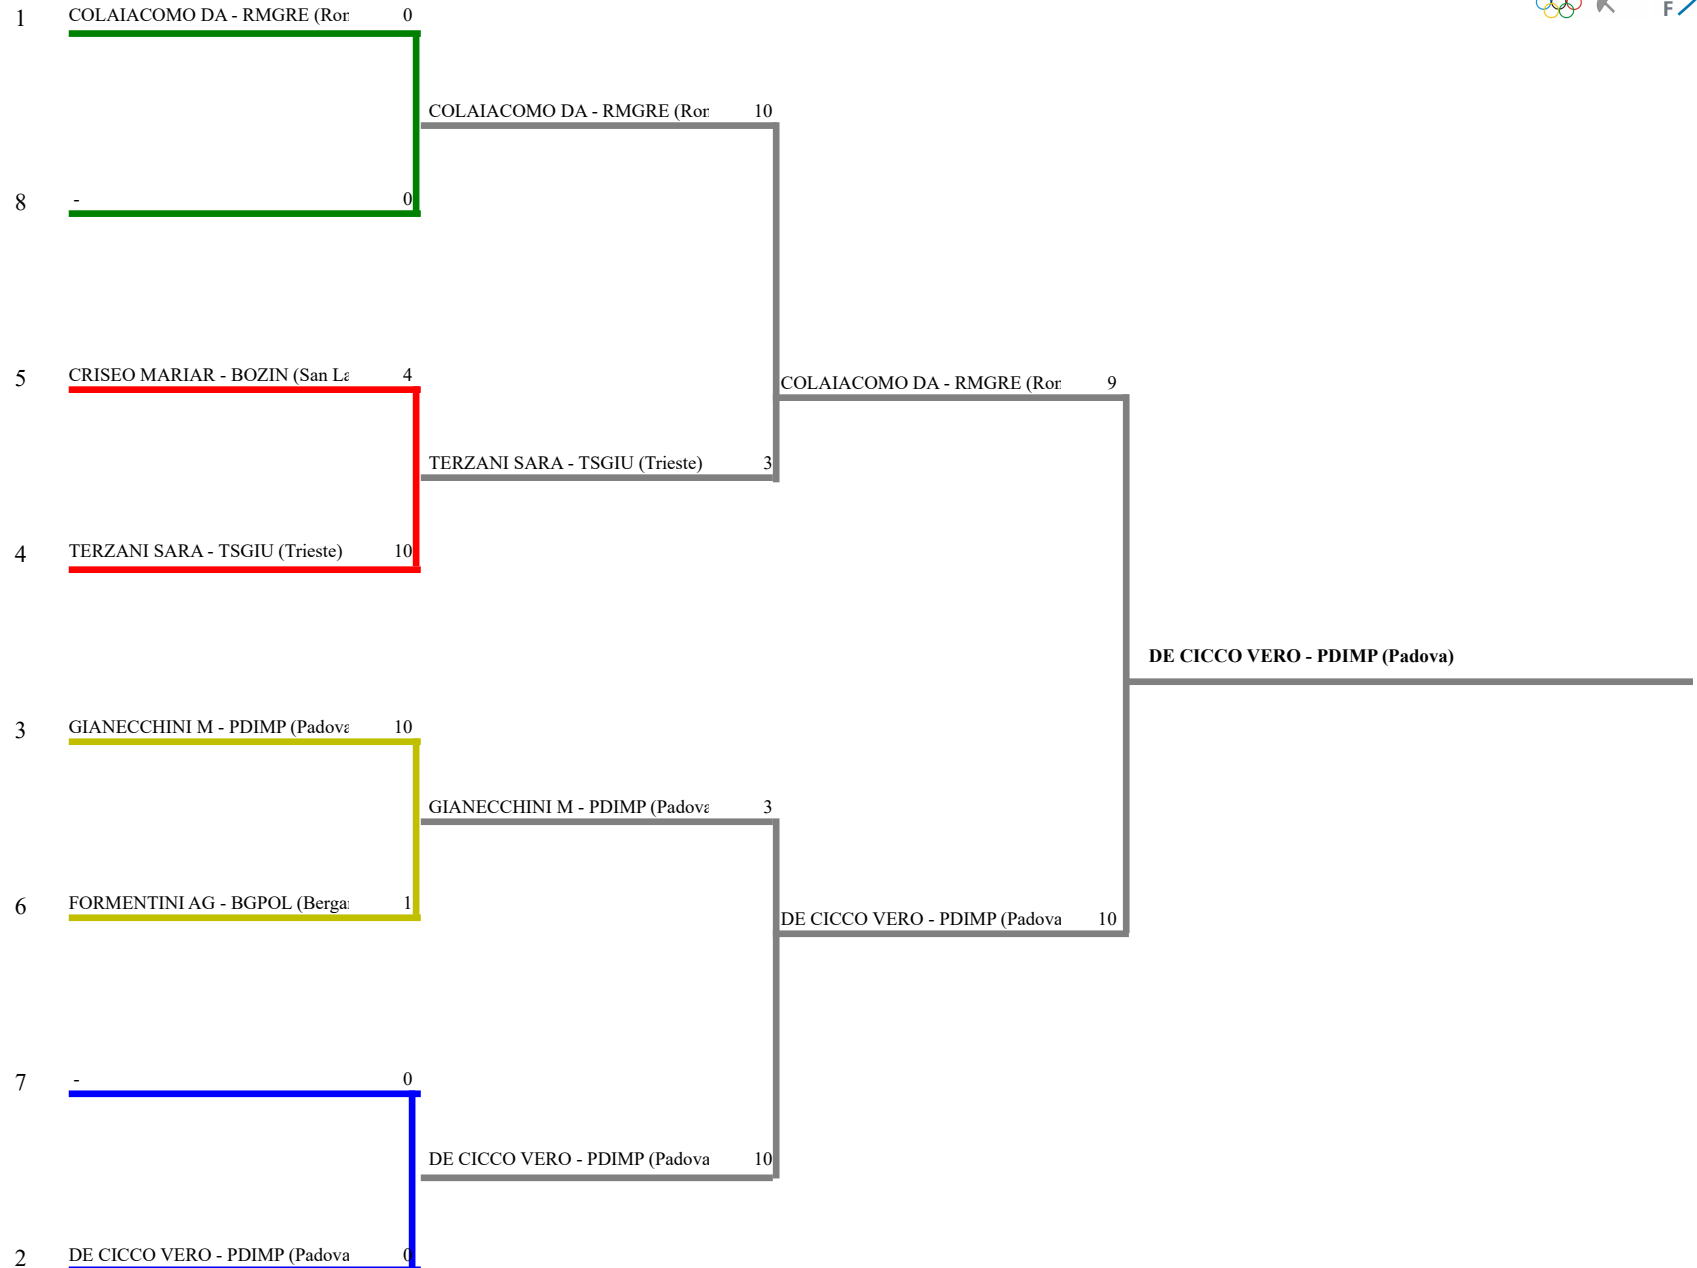 1 COLAIACOMO DA - RMGRE (Ror 0
F
COLAIACOMO DA - RMGRE (Ror 10
8 - 0
5 CRISEO MARIAR - BOZIN (San La 4
COLAIACOMO DA - RMGRE (Ror 9
TERZANI SARA - TSGIU (Trieste) 3
4 TERZANI SARA - TSGIU (Trieste) 10
DE CICCO VERO - PDIMP (Padova)
3 GIANECCHINI M - PDIMP (Padova 10
GIANECCHINI M - PDIMP (Padova 3
6 FORMENTINI AG - BGPOL (Berga 1
DE CICCO VERO - PDIMP (Padova 10
7 - 0
DE CICCO VERO - PDIMP (Padova 10
2 DE CICCO VERO - PDIMP (Padova 0